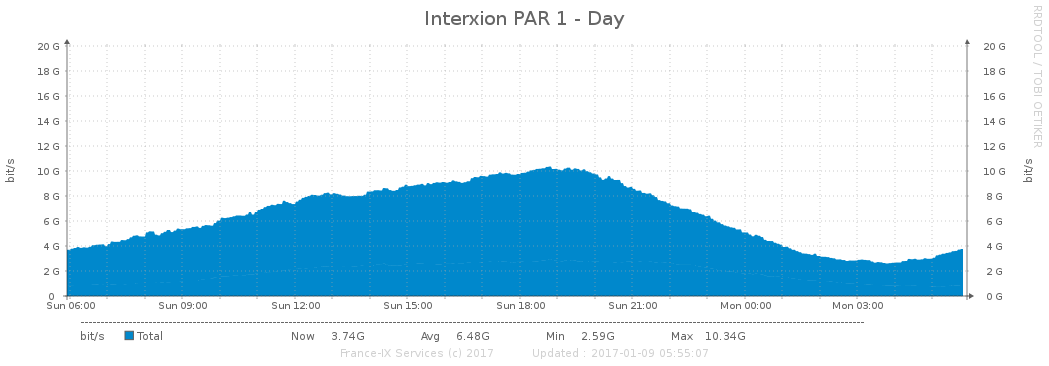 Interxion PAR 1 - Day
RRDTOOL / TOBI OETIKER
bit/s
20 G 20 G
18 G 18 G
16 G 16 G
14 G 14 G
12 G 12 G
10 G 10 G
8 G 8 G
6 G 6 G
4 G 4 G
2 G 2 G
0 0 G
bit/s
Sun 06:00 Sun 09:00 Sun 12:00 Sun 15:00 Sun 18:00 Sun 21:00 Mon 00:00 Mon 03:00
bit/s Total Now 3.74G Avg 6.48G Min 2.59G Max 10.34G
France-IX Services (c) 2017 Updated : 2017-01-09 05:55:07